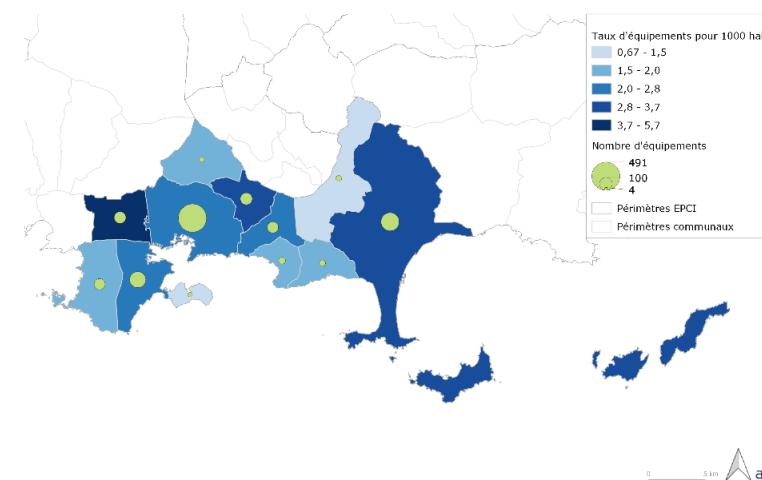 Taux d'équipements pour 1000 hab
0,67 - 1,5
1,5 - 2,0
2,0 - 2,8
2,8 - 3,7
3,7 - 5,7
Nombre d'équipements
491
100
4
Périmètres EPCI
Périmètres communaux
0 5 km
a